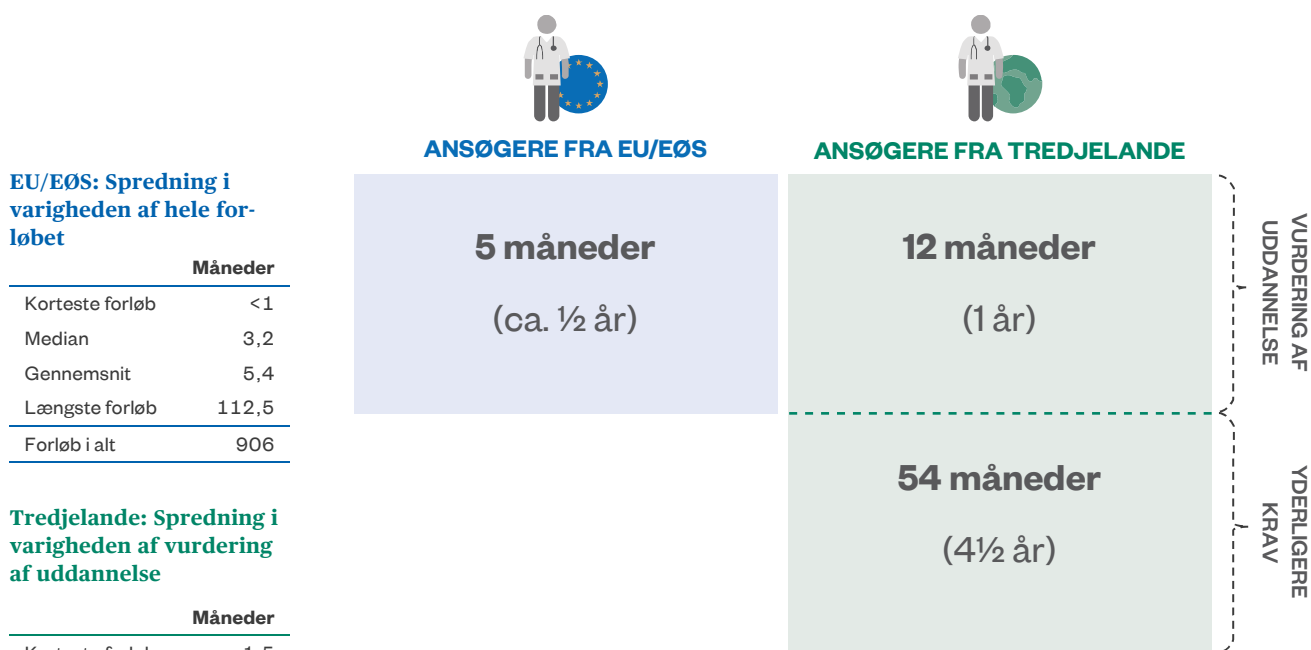 ANSØGERE FRA EU/EØS
ANSØGERE FRA TREDJELANDE
EU/EØS: Spredning i
varigheden af hele for-
løbet
Måneder
Korteste forløb <1
Median 3,2
Gennemsnit 5,4
Længste forløb 112,5
Forløb i alt 906
Tredjelande: Spredning i
varigheden af vurdering
af uddannelse
Måneder
5 måneder
(ca. ½ år)
12 måneder
(1 år)
54 måneder
(4½ år)
VURDERING AF
UDDANNELSE
YDERLIGERE
KRAV